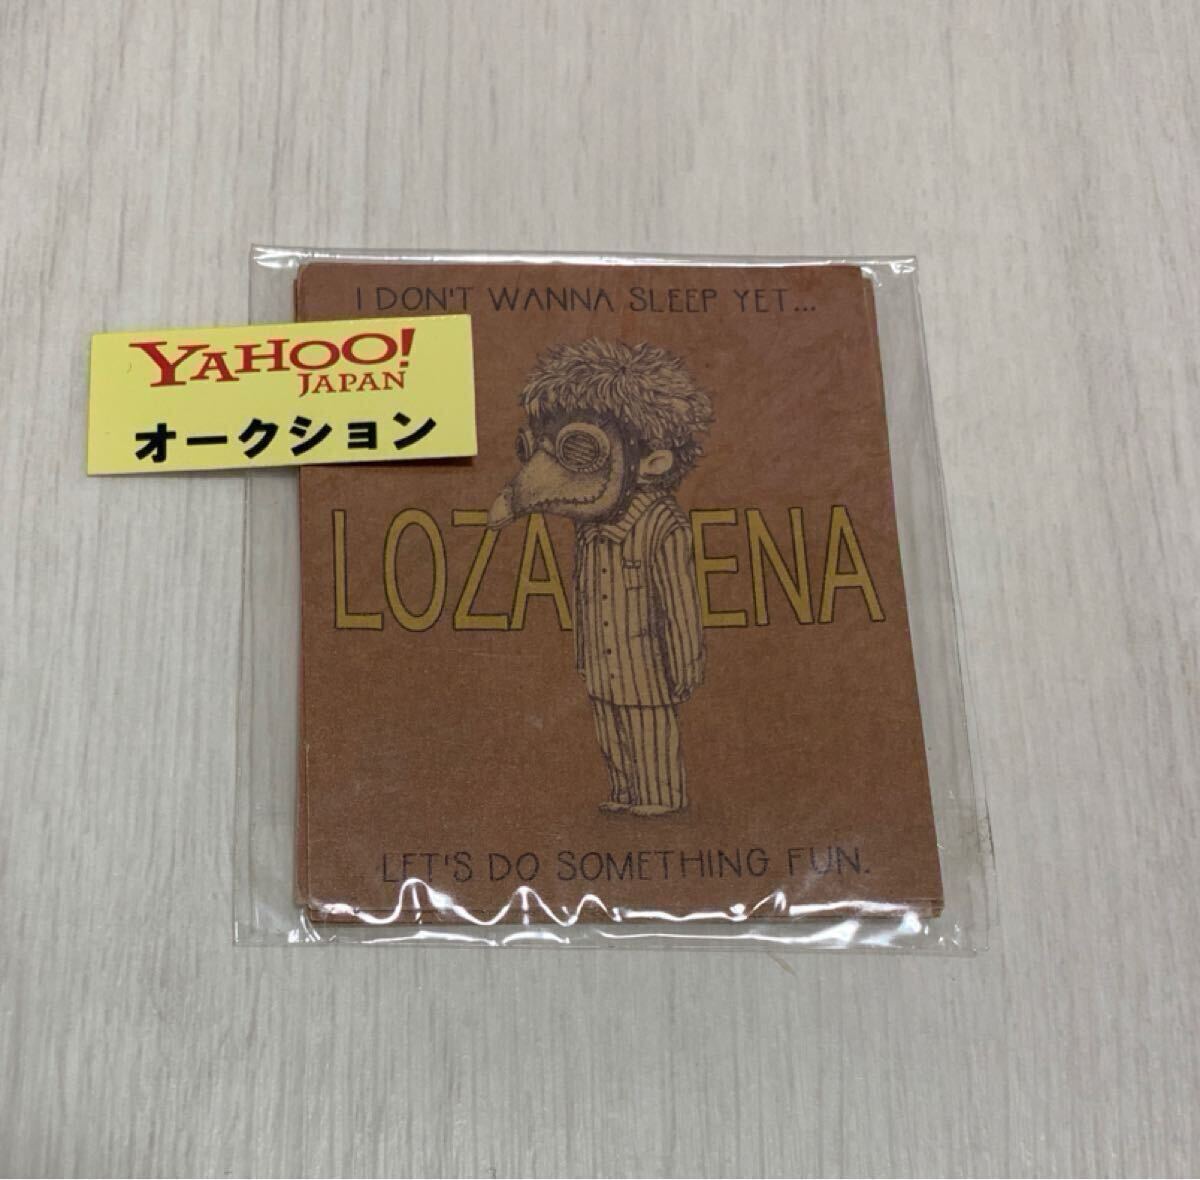 I DON'T WANNA SLEEP YET...
YAHOO!
JAPAN
オークション
LOZA ENA
LET'S DO SOMETHING FUN.